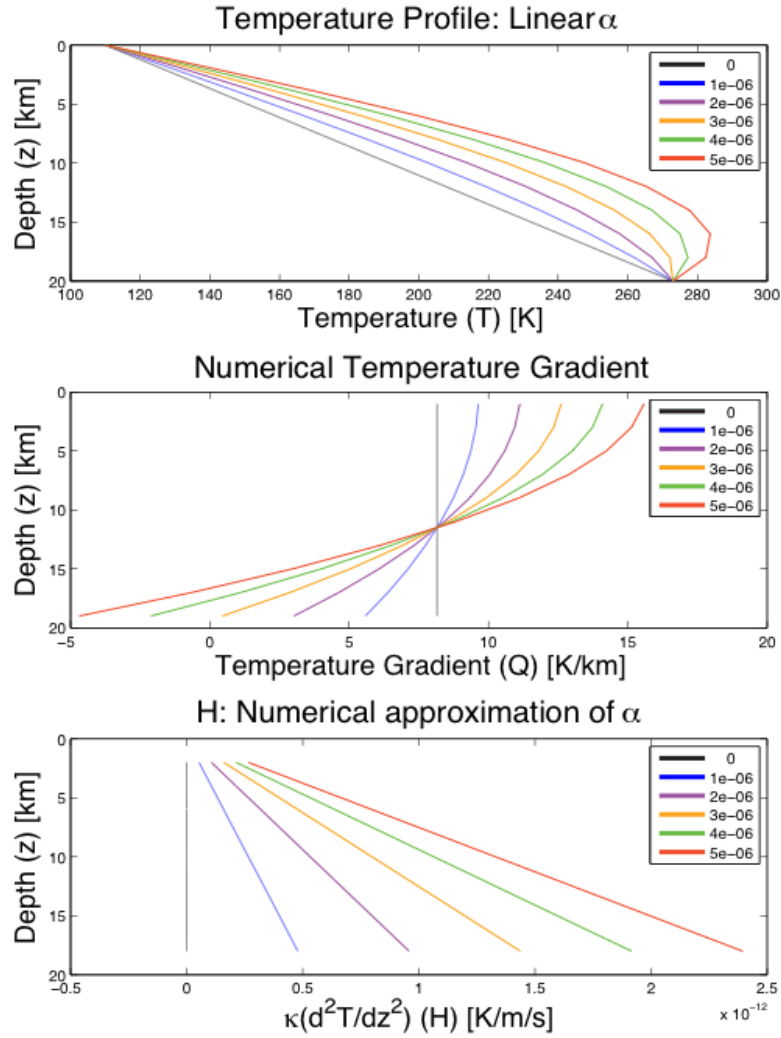 Temperature Profile: Linear α
0
5
10
15
20
Depth (z) [km]
0
1e-06
2e-06
3e-06
4e-06
5e-06
100 120 140 160 180 200 220 240 260 280 300
Temperature (T) [K]
Numerical Temperature Gradient
0
5
10
15
20
Depth (z) [km]
0
1e-06
2e-06
3e-06
4e-06
5e-06
-5 0 5 10 15 20
Temperature Gradient (Q) [K/km]
H: Numerical approximation of α
0
5
10
15
20
Depth (z) [km]
0
1e-06
2e-06
3e-06
4e-06
5e-06
-0.5 0 0.5 1 1.5 2 2.5
x 10⁻¹²
κ(d²T/dz²) (H) [K/m/s]